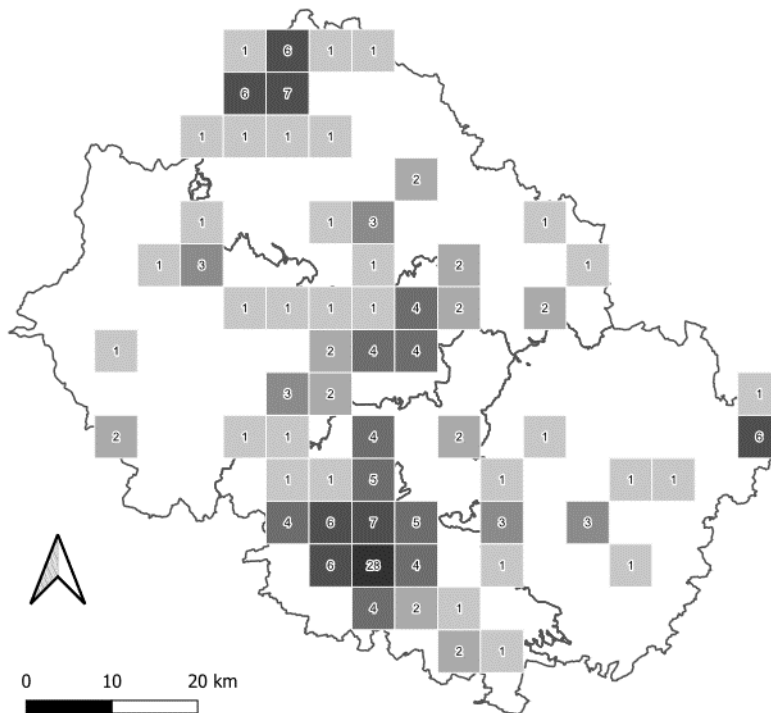 1 6 1 1
6 7
1 1 1 1
2
1 1 3 1
1 3 1 2 1
1 1 1 1 4 2 2
1 2 4 4
3 2 1
2 1 1 4 2 1 6
1 1 5 1 1 1
4 6 7 5 3 3
6 28 4 1 1
4 2 1
2 1
0 10 20 km